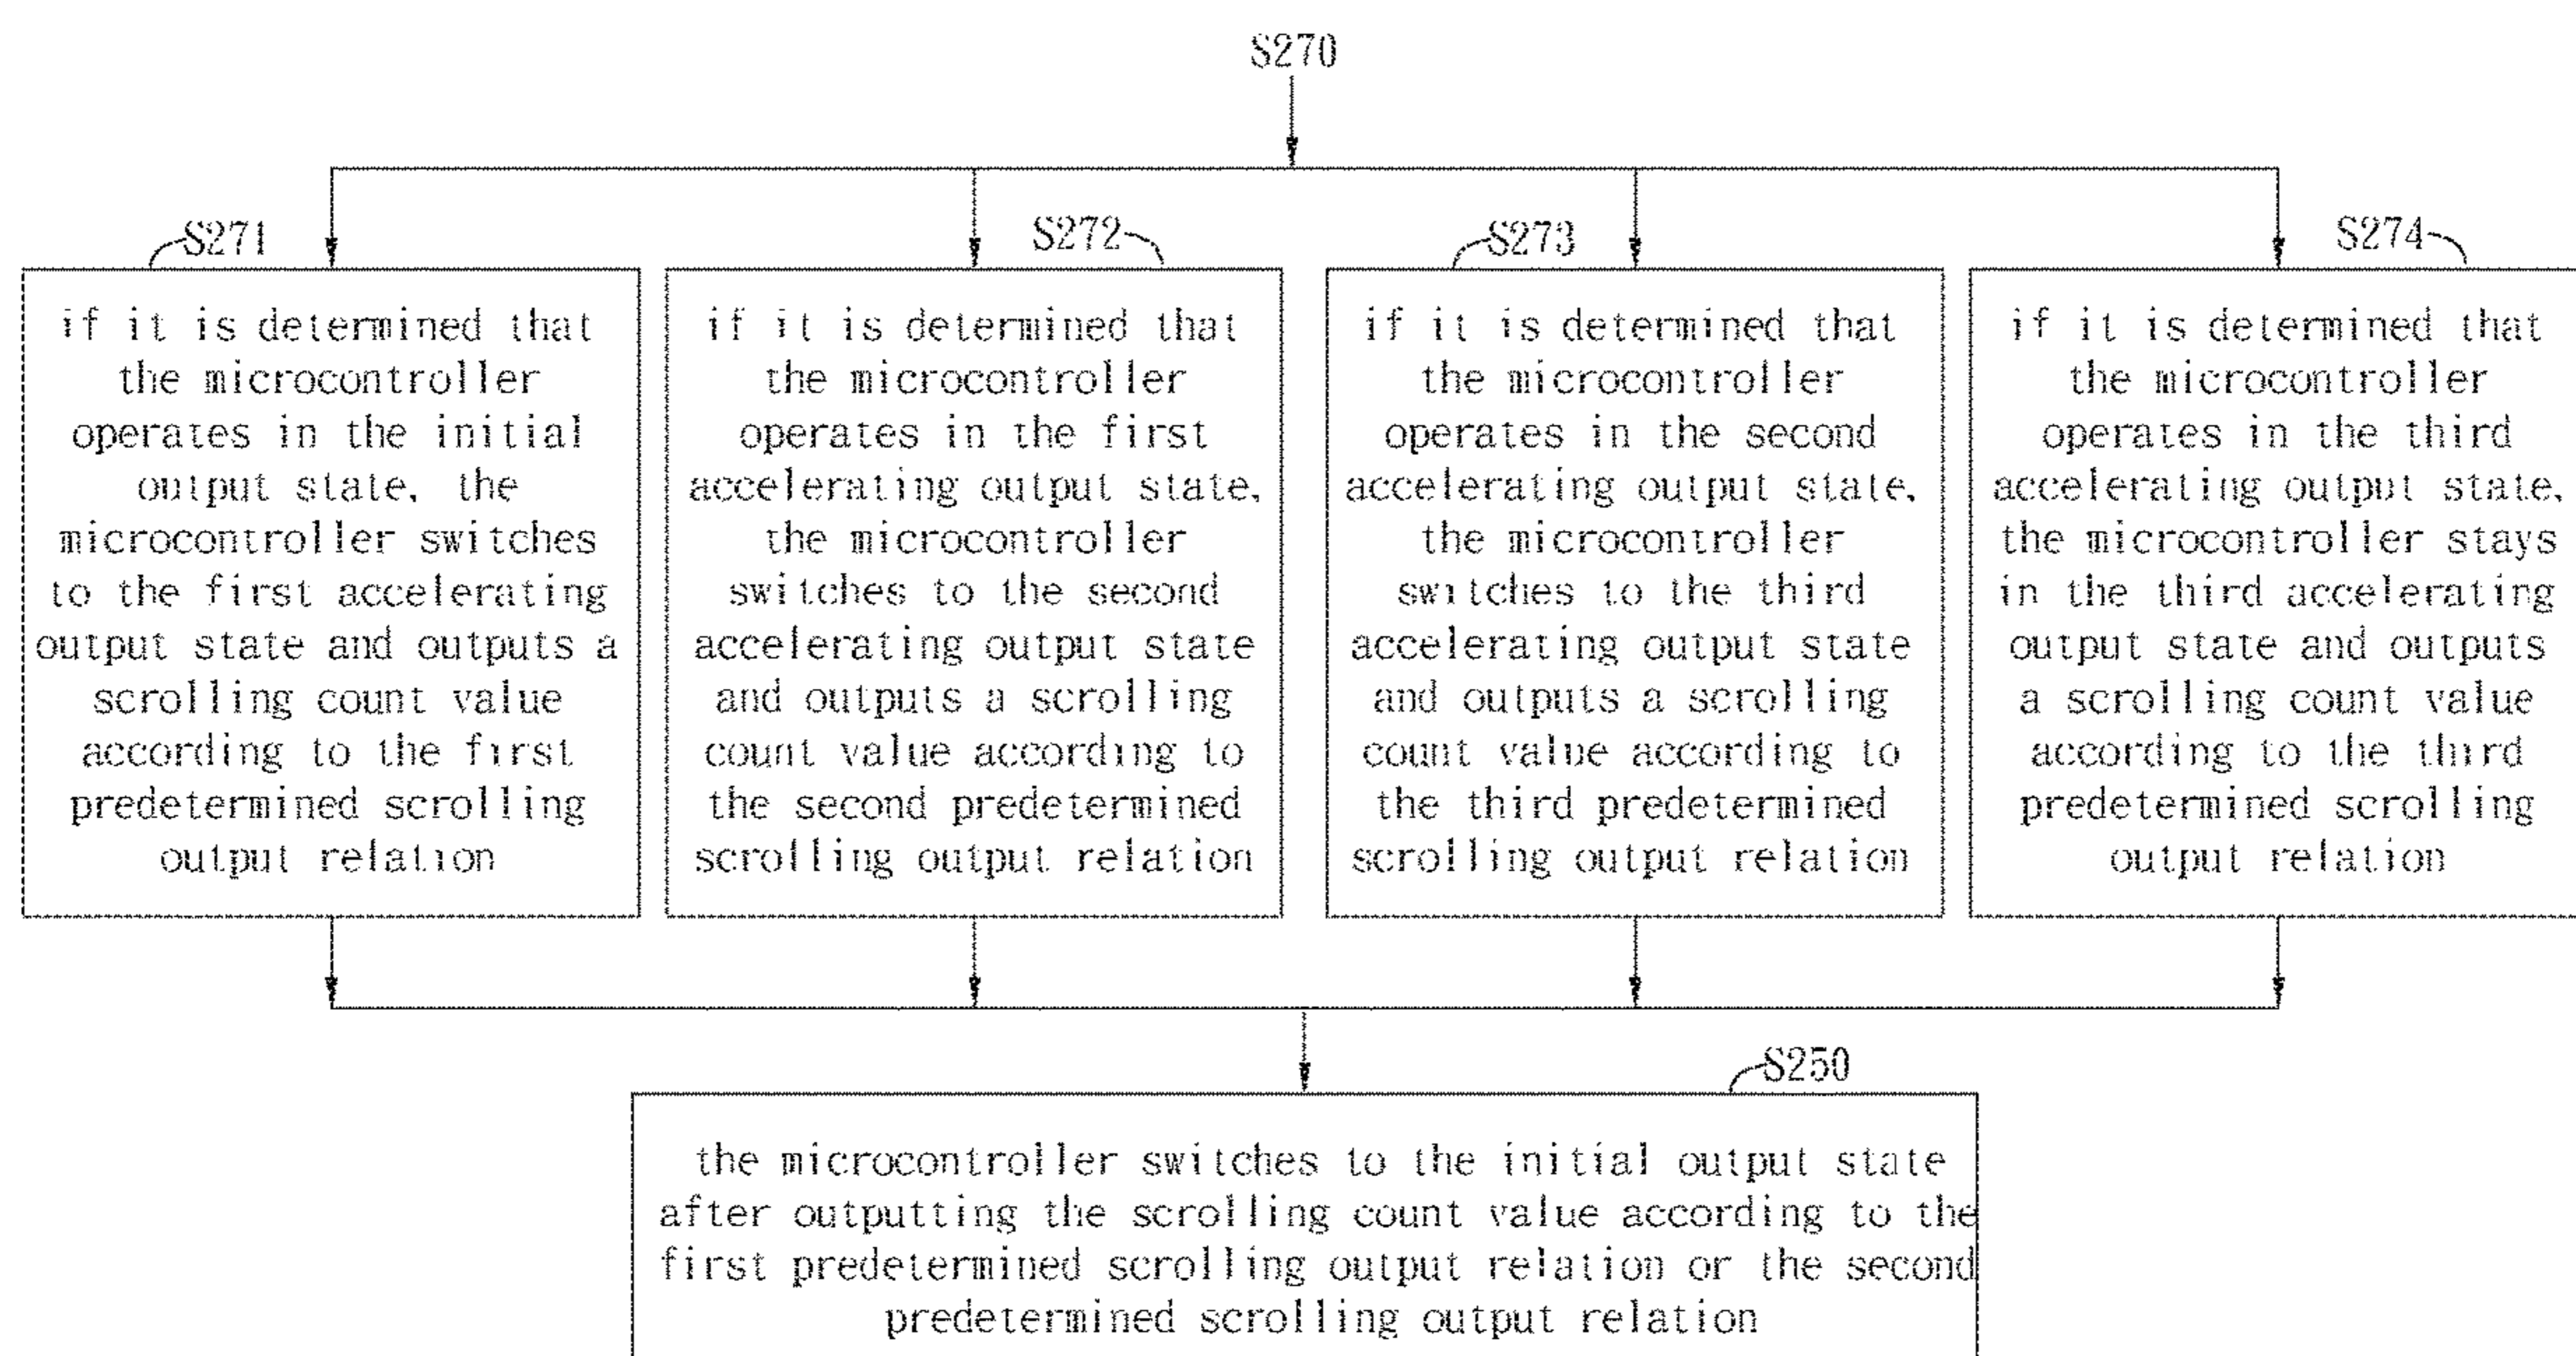 S270
S271
if it is determined that
the microcontroller
operates in the initial
output state, the
microcontroller switches
to the first accelerating
output state and outputs a
scrolling count value
according to the first
predetermined scrolling
output relation
S272
if it is determined that
the microcontroller
operates in the first
accelerating output state,
the microcontroller
switches to the second
accelerating output state
and outputs a scrolling
count value according to
the second predetermined
scrolling output relation
S273
if it is determined that
the microcontroller
operates in the second
accelerating output state,
the microcontroller
switches to the third
accelerating output state
and outputs a scrolling
count value according to
the third predetermined
scrolling output relation
S274
if it is determined that
the microcontroller
operates in the third
accelerating output state,
the microcontroller stays
in the third accelerating
output state and outputs
a scrolling count value
according to the third
predetermined scrolling
output relation
S250
the microcontroller switches to the initial output state
after outputting the scrolling count value according to the
first predetermined scrolling output relation or the second
predetermined scrolling output relation